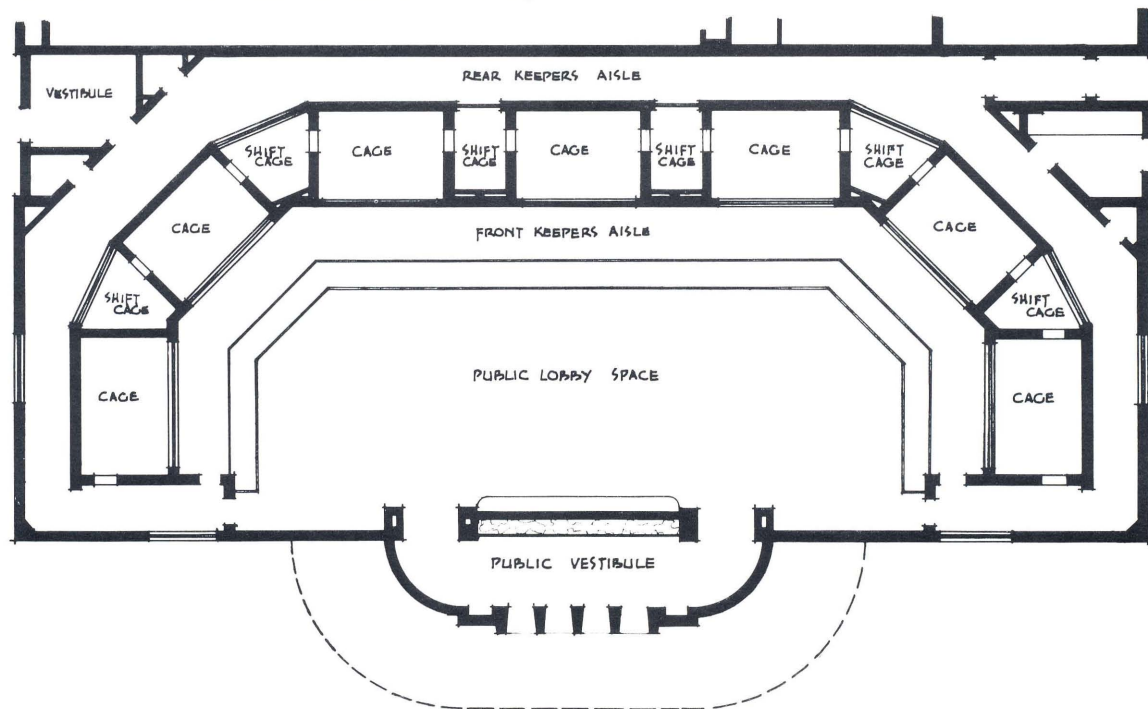 REAR KEEPERS AISLE
VESTIBULE
SHIFT
CAGE
CAGE
SHIFT
CAGE
CAGE
SHIFT
CAGE
CAGE
SHIFT
CAGE
CAGE
CAGE
FRONT KEEPERS AISLE
SHIFT
CAGE
SHIFT
CAGE
PUBLIC LOBBY SPACE
CAGE
CAGE
PUBLIC VESTIBULE